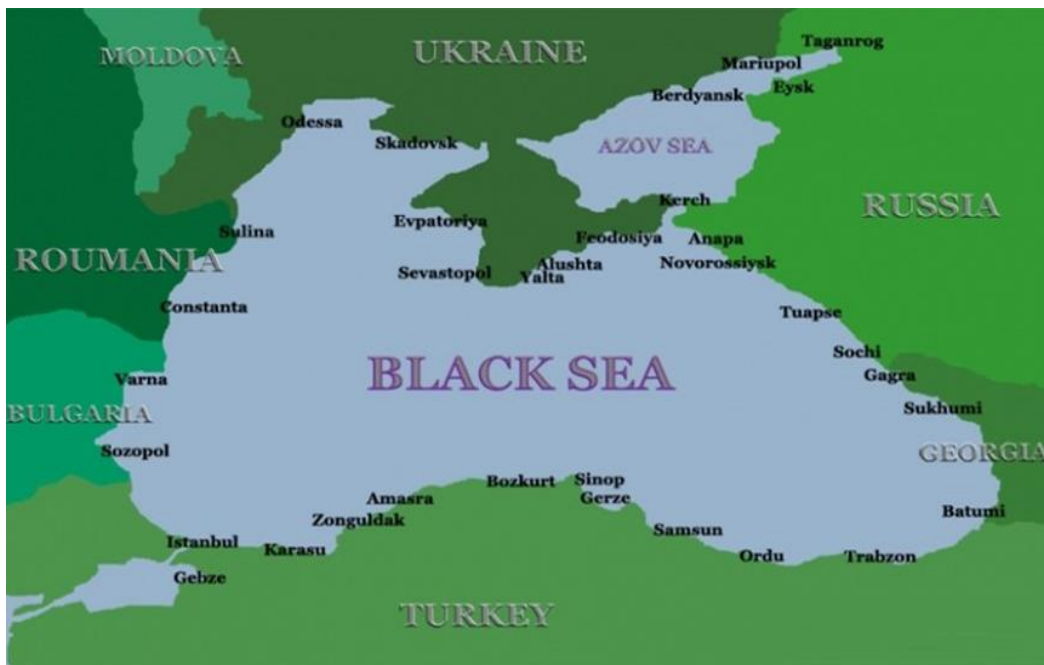 Taganrog
MOLDOVA
UKRAINE
Mariupol
Eysk
Berdyansk
Odessa
Skadovsk
AZOV SEA
Kerch
RUSSIA
Evpatoriya
Sulina
Feodosiya
Anapa
ROUMANIA
Alushta
Novorossiysk
Sevastopol
Yalta
Constanta
Tuapse
Sochi
BLACK SEA
Gagra
Varna
Sukhumi
BULGARIA
Sozopol
GEORGIA
Bozkurt
Sinop
Amasra
Gerze
Batumi
Zonguldak
Samsun
Istanbul
Karasu
Ordu
Trabzon
Gebze
TURKEY